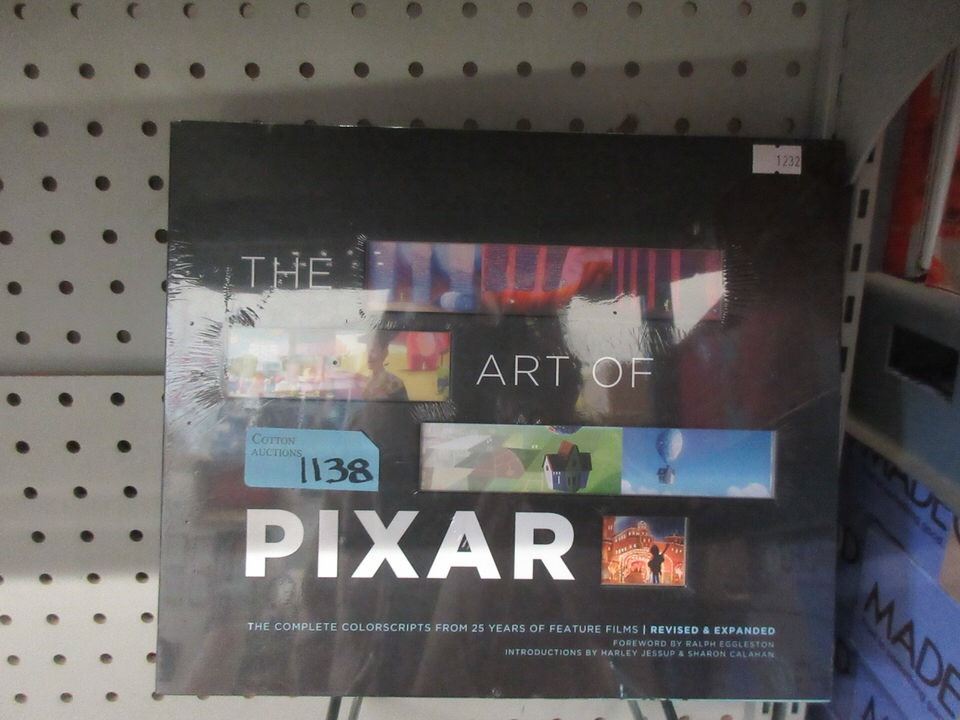 1232
THE
ART OF
COTTON
AUCTIONS
1138
PIXAR
THE COMPLETE COLORSCRIPTS FROM 25 YEARS OF FEATURE FILMS | REVISED & EXPANDED
FOREWORD BY RALPH EGGLESTON
INTRODUCTIONS BY HARLEY JESSUP & SHARON CALAHAN
MADE